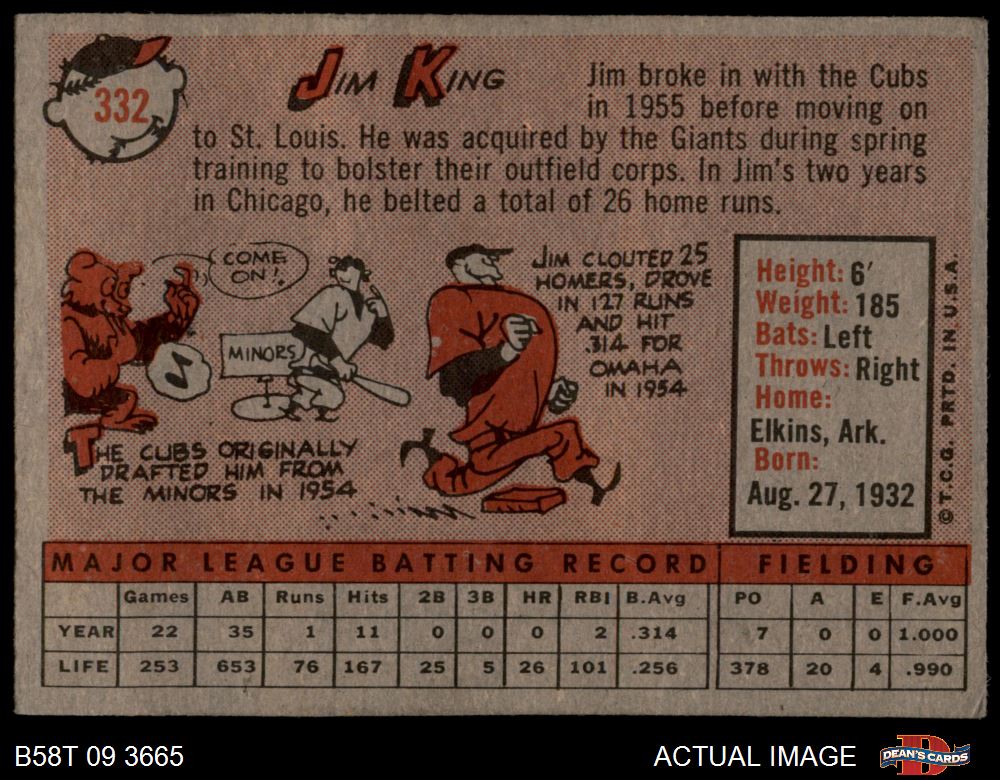 332
JIM KING
Jim broke in with the Cubs
in 1955 before moving on
to St. Louis. He was acquired by the Giants during spring
training to bolster their outfield corps. In Jim's two years
in Chicago, he belted a total of 26 home runs.
COME
ON!
MINORS
THE CUBS ORIGINALLY
DRAFTED HIM FROM
THE MINORS IN 1954
JIM CLOUTED 25
HOMERS, DROVE
IN 127 RUNS
AND HIT
.314 FOR
OMAHA
IN 1954
Height: 6'
Weight: 185
Bats: Left
Throws: Right
Home:
Elkins, Ark.
Born:
Aug. 27, 1932
©T.C.G. PRTD. IN U.S.A.
MAJOR LEAGUE BATTING RECORD FIELDING
Games AB Runs Hits 2B 3B HR RBI B.Avg PO A E F.Avg
YEAR 22 35 1 11 0 0 0 2 .314 7 0 0 1.000
LIFE 253 653 76 167 25 5 26 101 .256 378 20 4 .990
B58T 09 3665 ACTUAL IMAGE DEAN'S CARDS